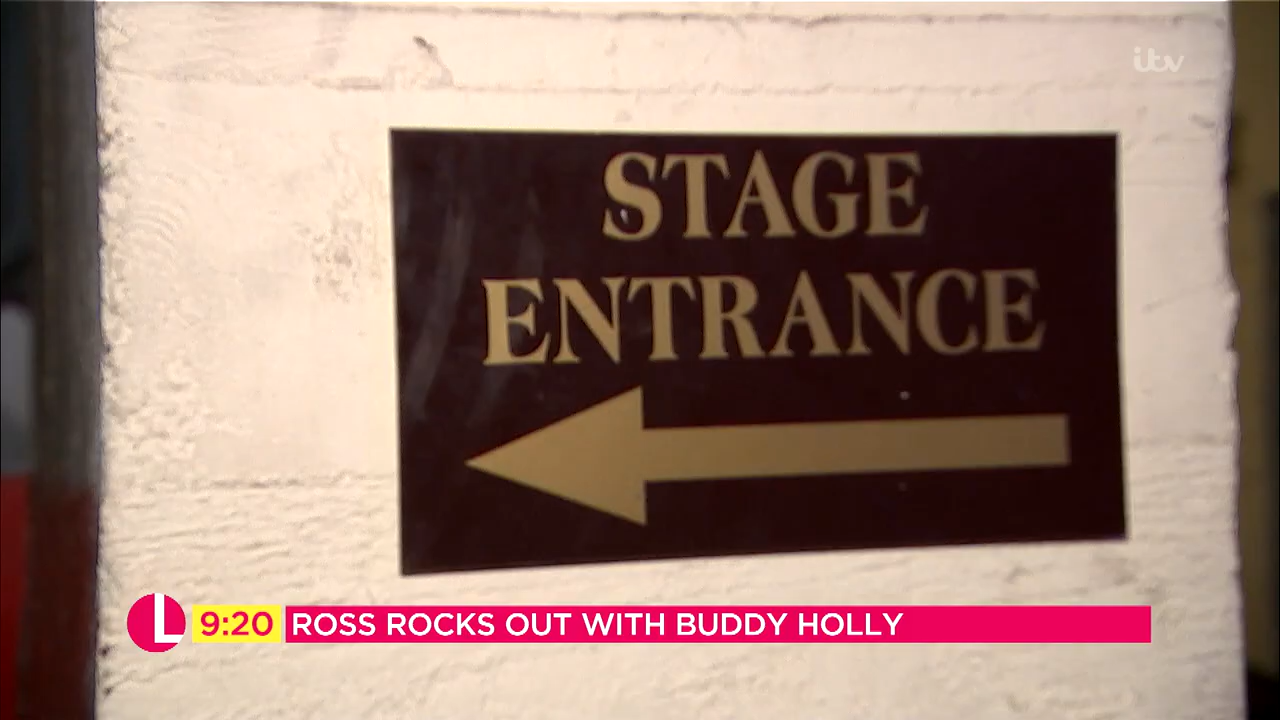 itv
STAGE
ENTRANCE
L
9:20
ROSS ROCKS OUT WITH BUDDY HOLLY